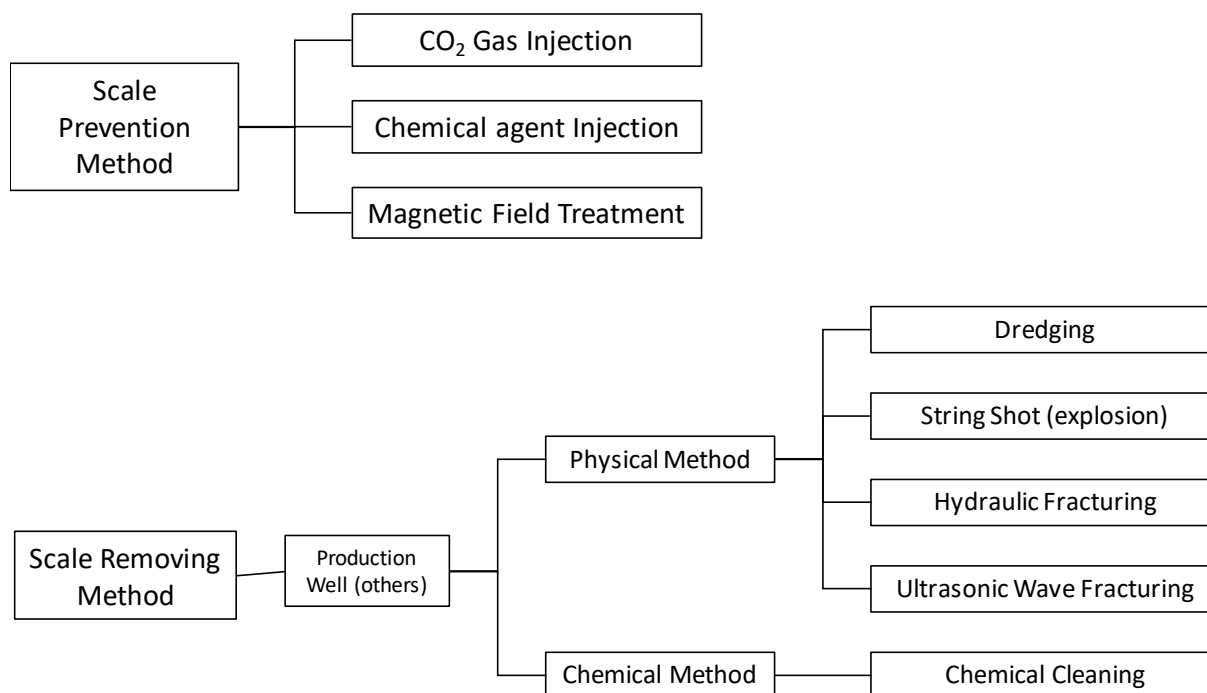 CO₂ Gas Injection
Scale
Prevention
Method
Chemical agent Injection
Magnetic Field Treatment
Dredging
String Shot (explosion)
Physical Method
Hydraulic Fracturing
Scale Removing
Method
Production
Well (others)
Ultrasonic Wave Fracturing
Chemical Method
Chemical Cleaning